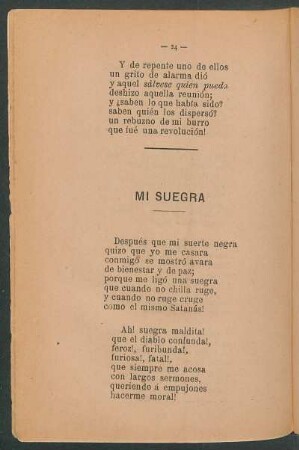 — 24 —
Y de repente uno de ellos
un grito de alarma dió
y aquel sálvese quien pueda
deshizo aquella reunión;
y ¿saben lo que había sido?
saben quién los dispersó?
un rebuzno de mi burro
que fué una revolución!
MI SUEGRA
Después que mi suerte negra
quizo que yo me casara
conmigo se mostró avara
de bienestar y de paz;
porque me ligó una suegra
que cuando no chilla ruge,
y cuando no ruge cruge
como el mismo Satanás!
Ah! suegra maldita!
que el diablo confunda!,
feroz!, furibunda!,
furiosa!, fatal!,
que siempre me acosa
con largos sermones,
queriendo á empujones
hacerme moral!